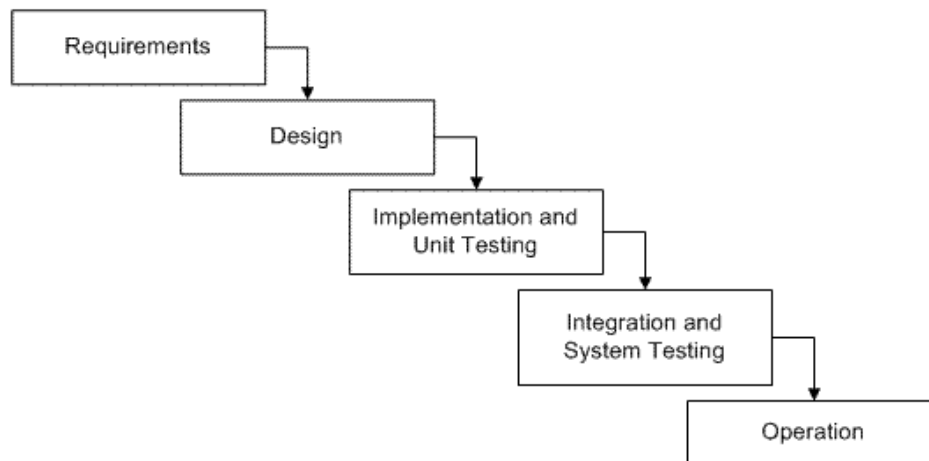 Requirements
Design
Implementation and
Unit Testing
Integration and
System Testing
Operation